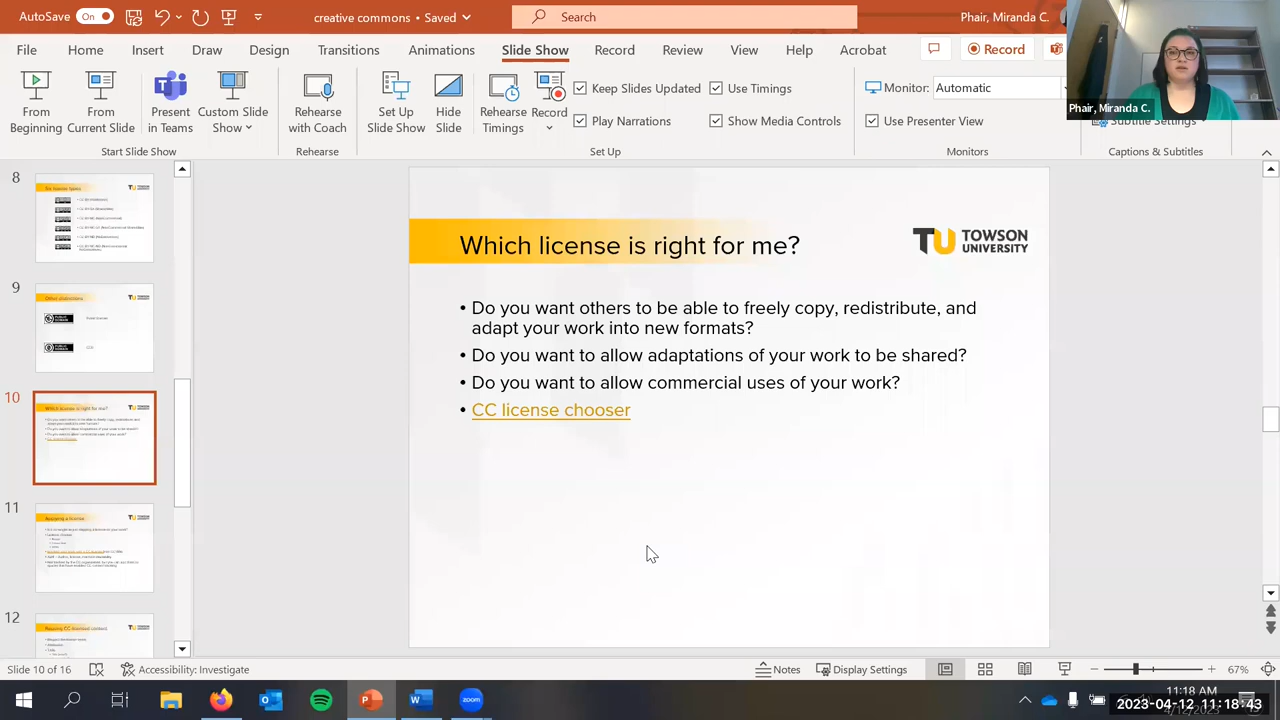 AutoSave On creative commons • Saved Search Phair, Miranda C.
File Home Insert Draw Design Transitions Animations Slide Show Record Review View Help Acrobat Record
From Beginning
From Current Slide
Present in Teams
Custom Slide Show
Rehearse with Coach
Set Up Slide Show
Hide Slide
Rehearse Timings
Record
Keep Slides Updated
Use Timings
Play Narrations
Show Media Controls
Monitor: Automatic
Use Presenter View
Subtitle Settings
Phair, Miranda C.
Start Slide Show Rehearse Set Up Monitors Captions & Subtitles
8
9
10
Which license is right for me?
11
12
Which license is right for me?
TU TOWSON UNIVERSITY
• Do you want others to be able to freely copy, redistribute, and
adapt your work into new formats?
• Do you want to allow adaptations of your work to be shared?
• Do you want to allow commercial uses of your work?
• CC license chooser
Slide 10 of 16 Accessibility: Investigate Notes Display Settings 67%
11:18 AM
2023-04-12 11:18:43